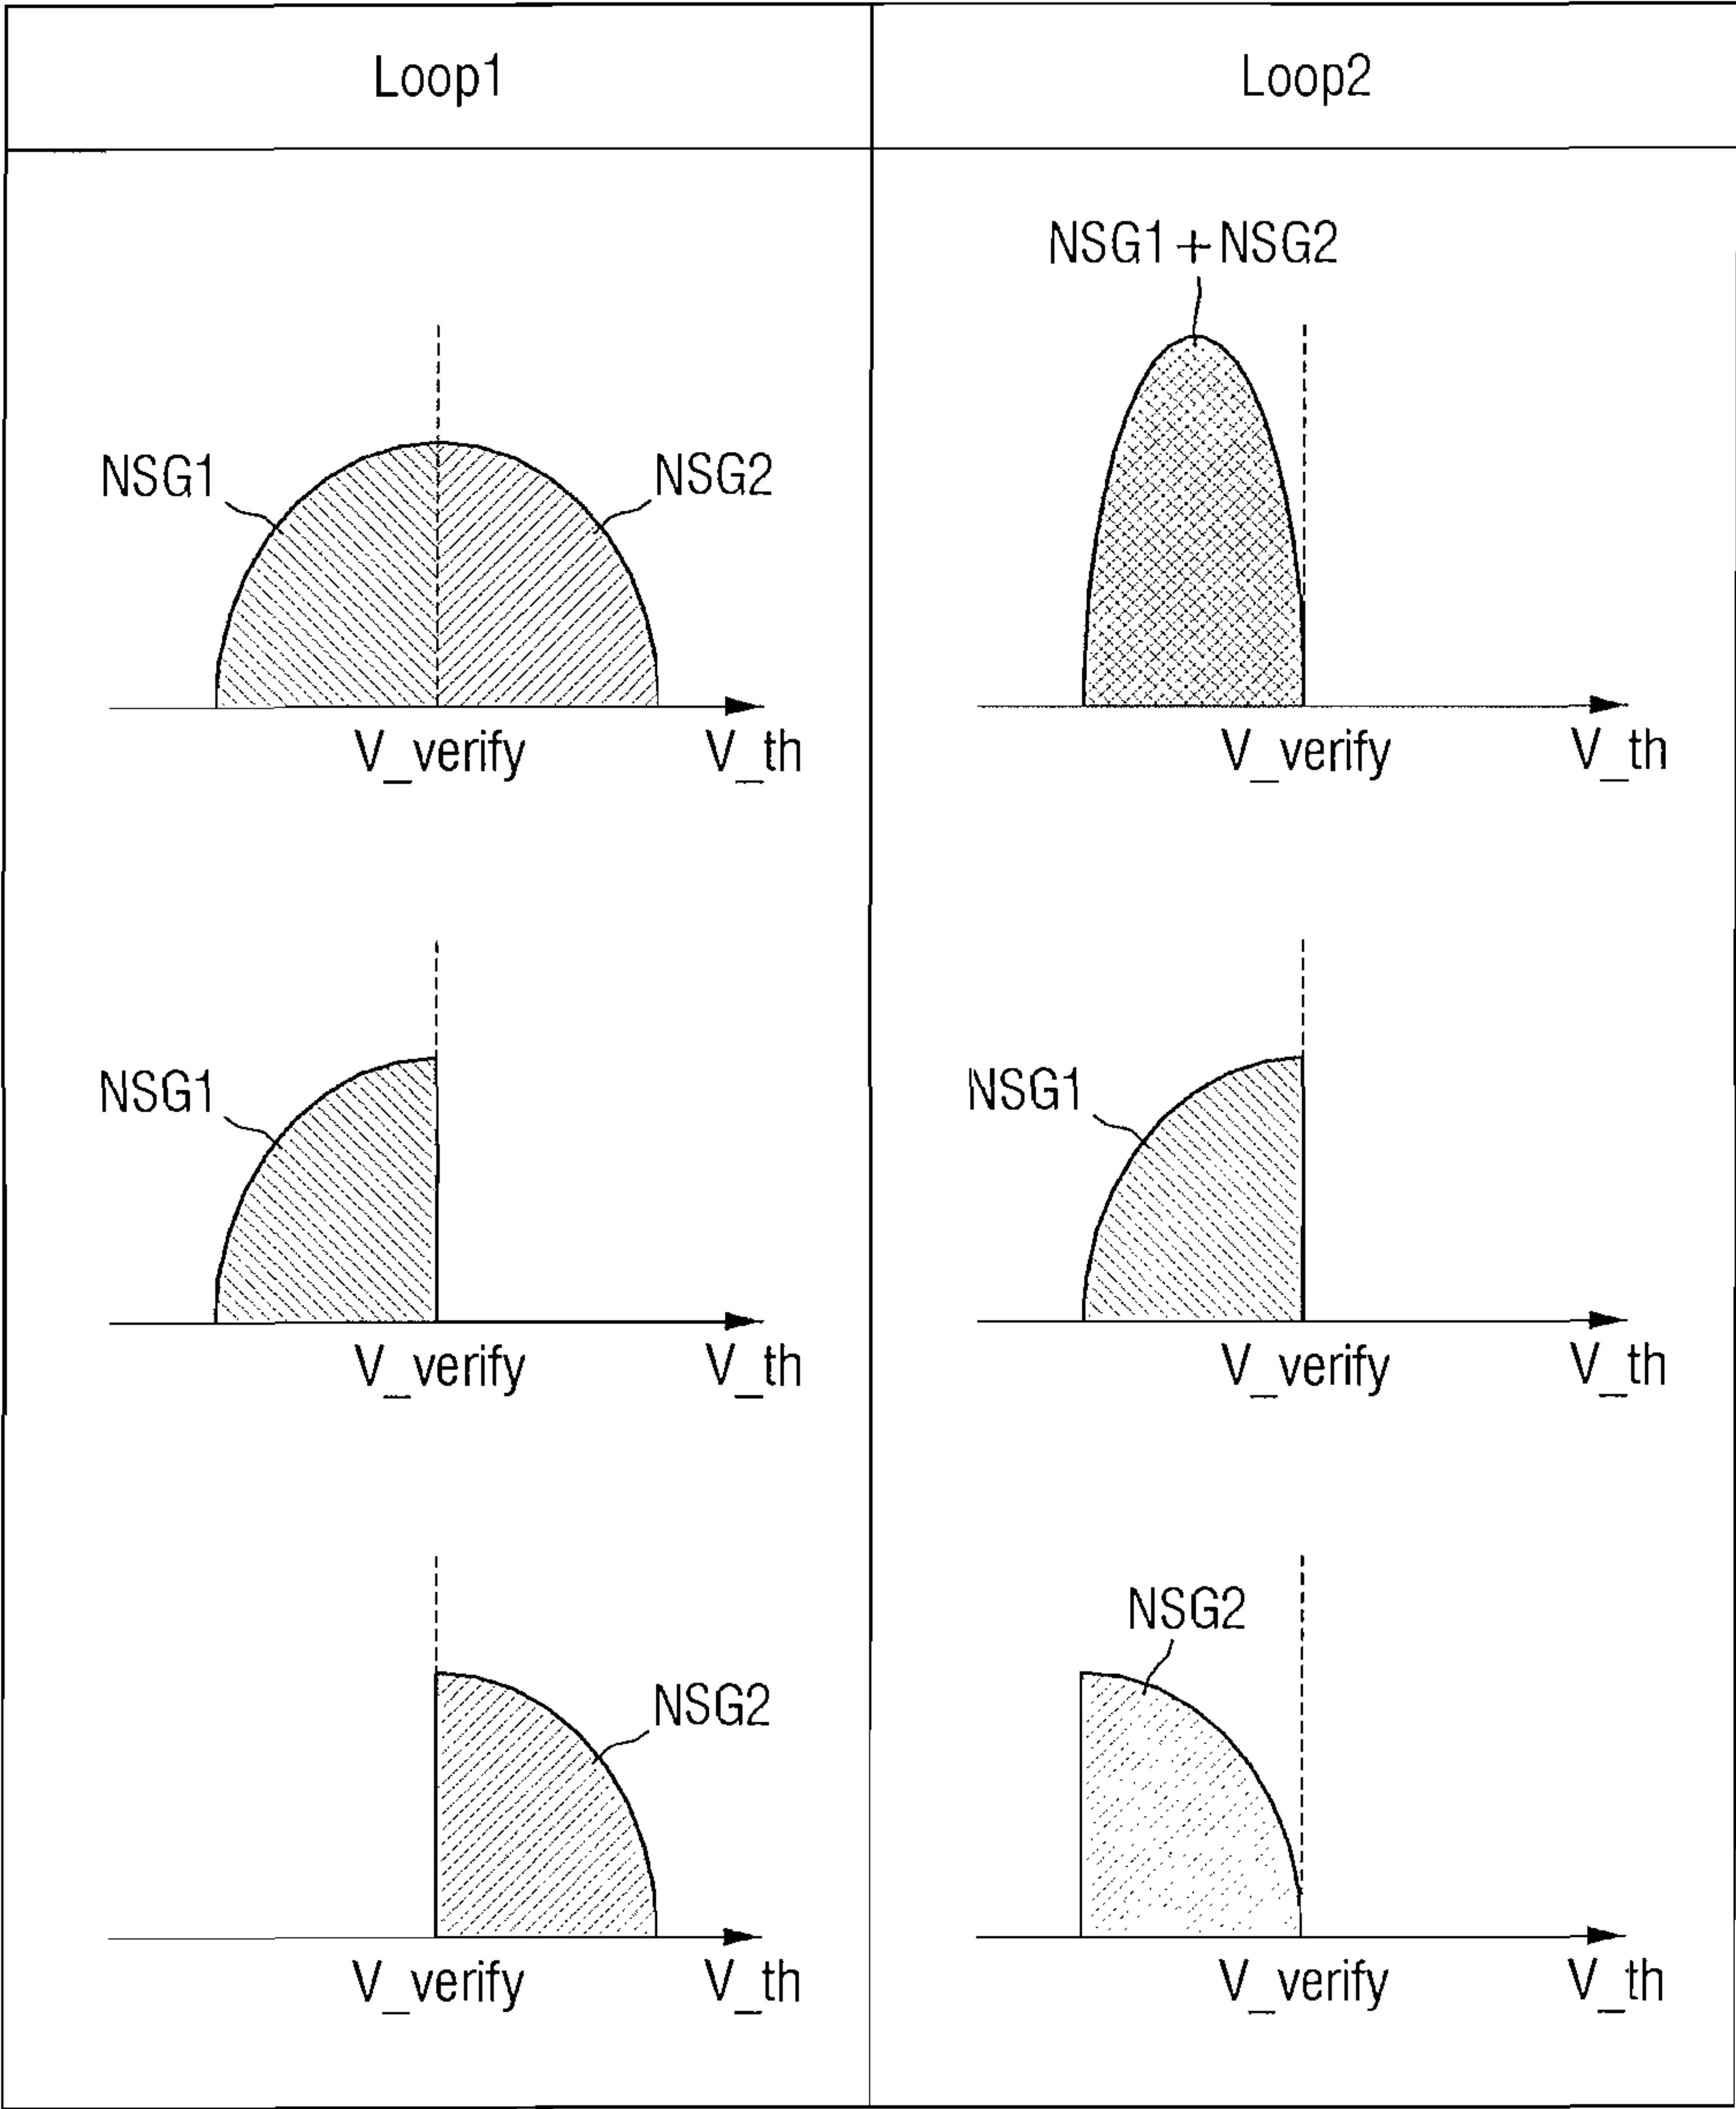 Loop1
Loop2
NSG1+NSG2
NSG1
NSG2
V_verify
V_th
V_verify
V_th
NSG1
NSG1
V_verify
V_th
V_verify
V_th
NSG2
NSG2
V_verify
V_th
V_verify
V_th